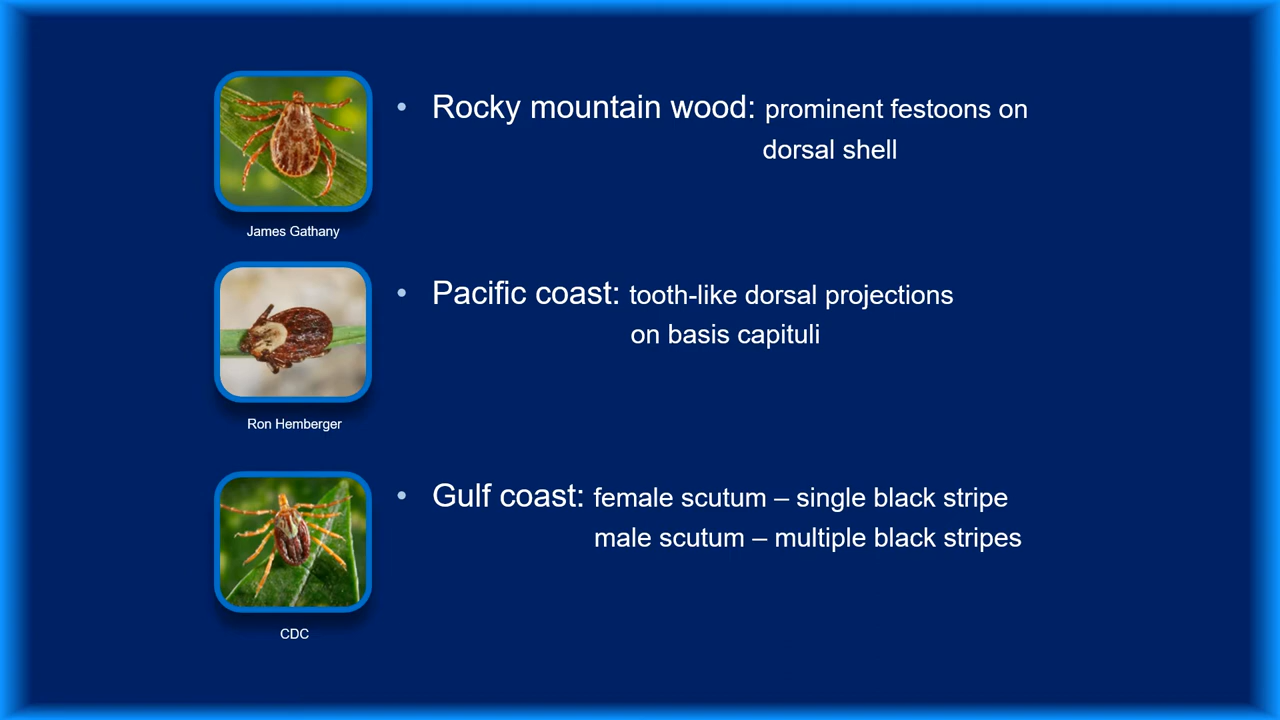 • Rocky mountain wood: prominent festoons on
dorsal shell
James Gathany
• Pacific coast: tooth-like dorsal projections
on basis capituli
Ron Hemberger
• Gulf coast: female scutum – single black stripe
male scutum – multiple black stripes
CDC